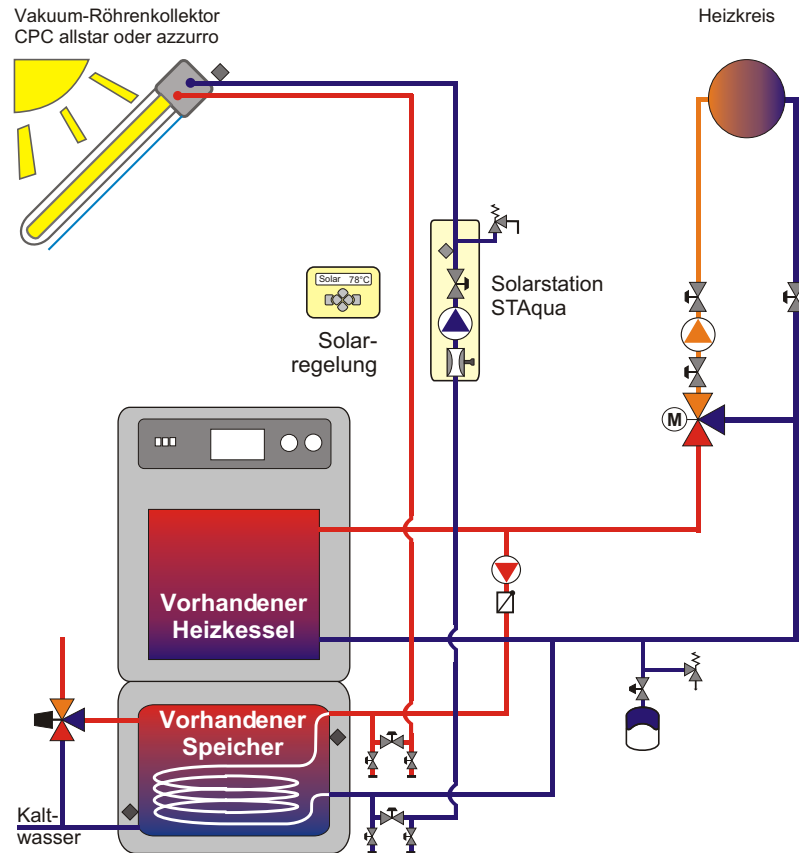 Vakuum-Röhrenkollektor
CPC allstar oder azzurro
Heizkreis
Solar 78°C
Solar-
regelung
Solarstation
STAqua
M
Vorhandener
Heizkessel
Vorhandener
Speicher
Kalt-
wasser